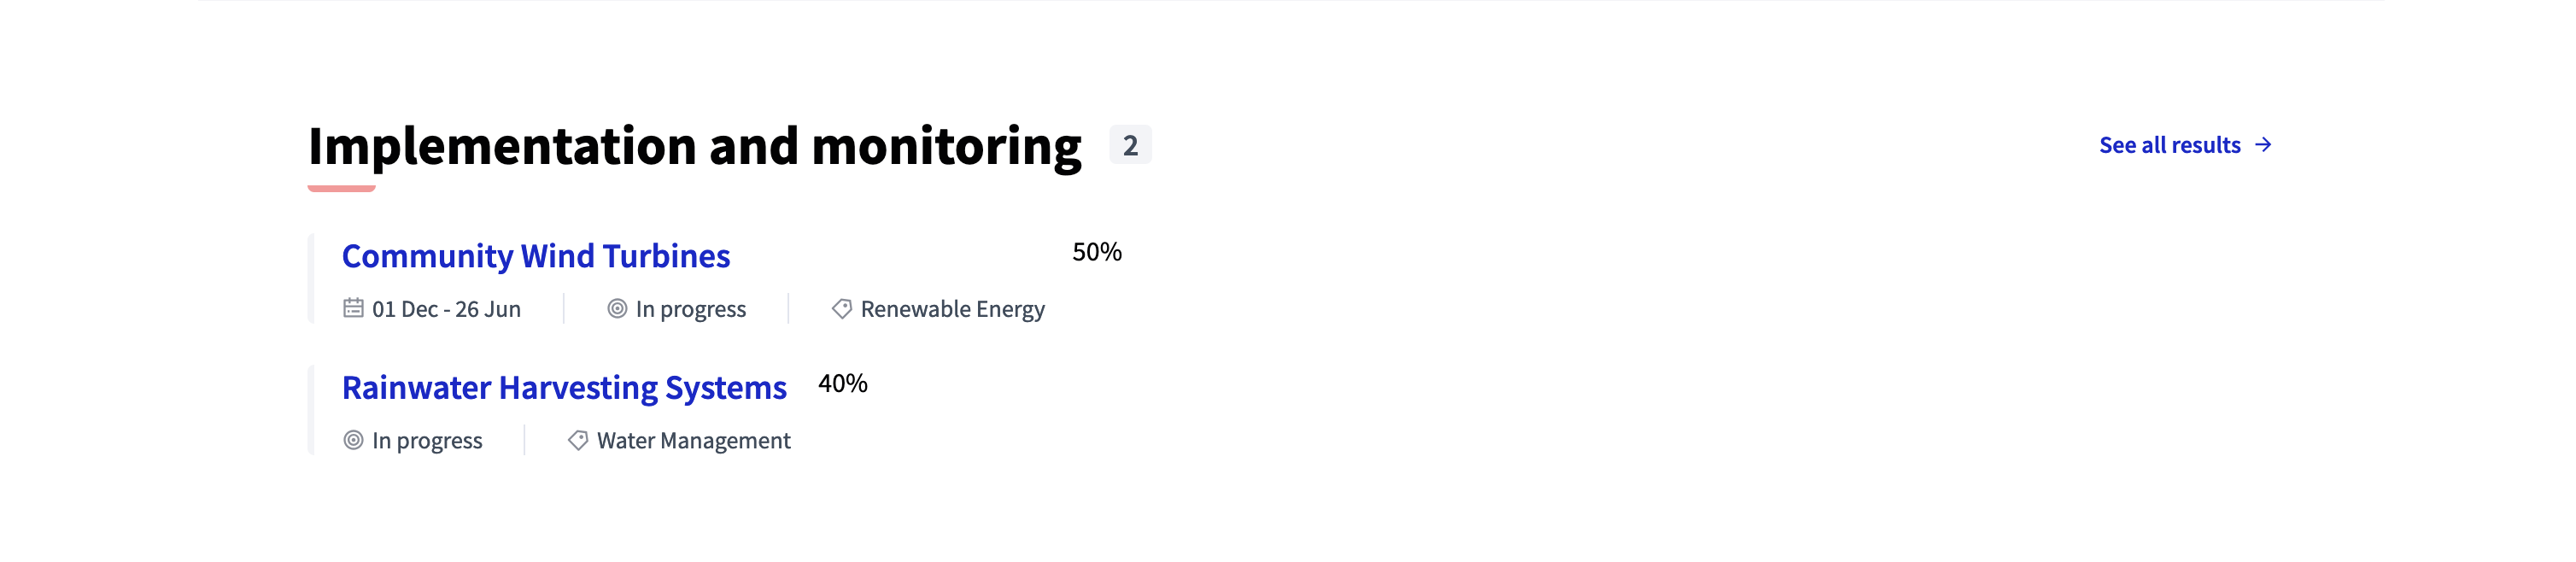 Implementation and monitoring 2
See all results →
Community Wind Turbines 50%
01 Dec - 26 Jun In progress Renewable Energy
Rainwater Harvesting Systems 40%
In progress Water Management